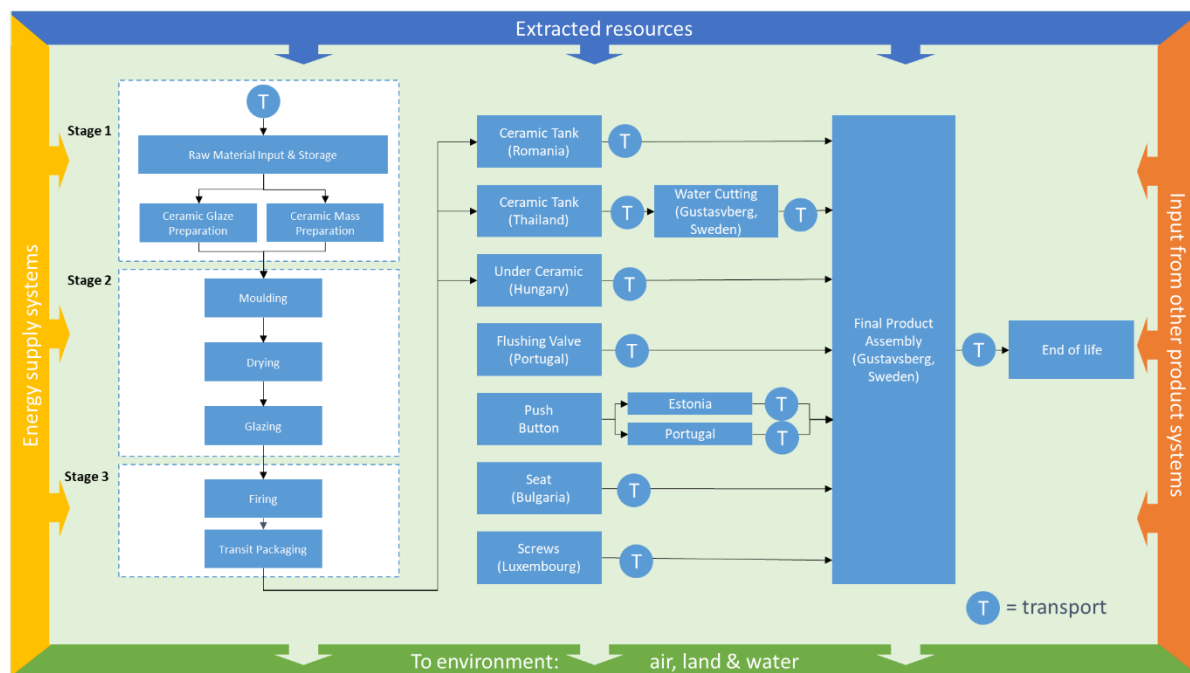 Extracted resources
Energy supply systems
Input from other product systems
Stage 1
T
Raw Material Input & Storage
Ceramic Glaze
Preparation
Ceramic Mass
Preparation
Stage 2
Moulding
Drying
Glazing
Stage 3
Firing
Transit Packaging
Ceramic Tank
(Romania)
T
Ceramic Tank
(Thailand)
T
Water Cutting
(Gustasvberg,
Sweden)
T
Under Ceramic
(Hungary)
T
Flushing Valve
(Portugal)
T
Push
Button
Estonia
T
Portugal
T
Seat
(Bulgaria)
T
Screws
(Luxembourg)
T
Final Product
Assembly
(Gustavsberg,
Sweden)
T
End of life
T = transport
To environment: air, land & water